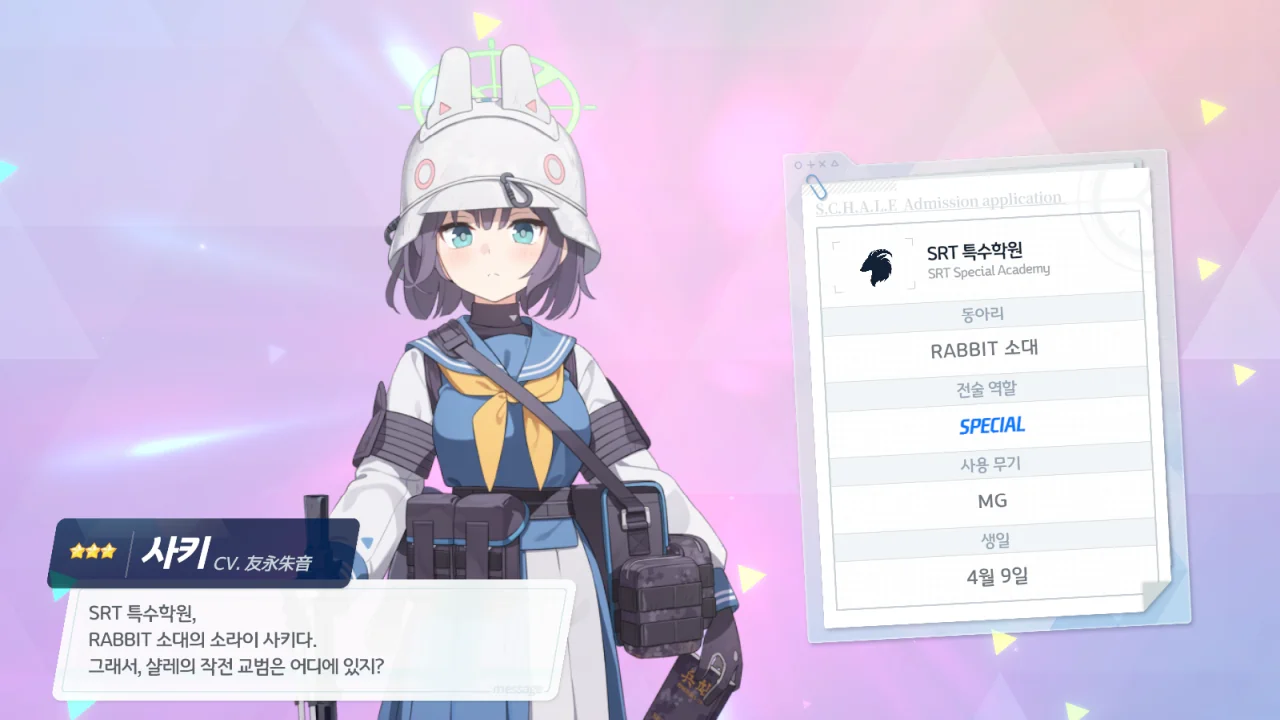 S.C.H.A.L.E Admission application
SRT 특수학원
SRT Special Academy
동아리
RABBIT 소대
전술 역할
SPECIAL
사용 무기
MG
생일
4월 9일
사키 CV. 友永朱音
SRT 특수학원,
RABBIT 소대의 소라이 사키다.
그래서, 샬레의 작전 교범은 어디에 있지?